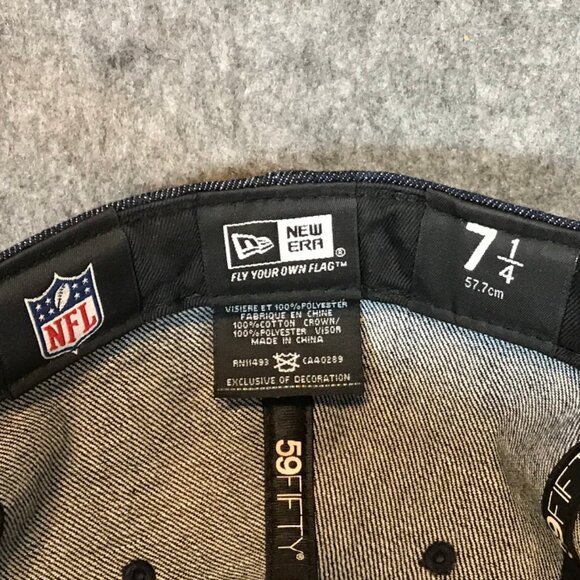 NFL
NEW
ERA®
FLY YOUR OWN FLAG™
7 1/4
57.7cm
VISIERE ET 100%POLYESTER
FABRIQUE EN CHINE
100%COTTON CROWN/
100%POLYESTER VISOR
MADE IN CHINA
RN11493 CA40289
EXCLUSIVE OF DECORATION
59FIFTY®
59FIFTY